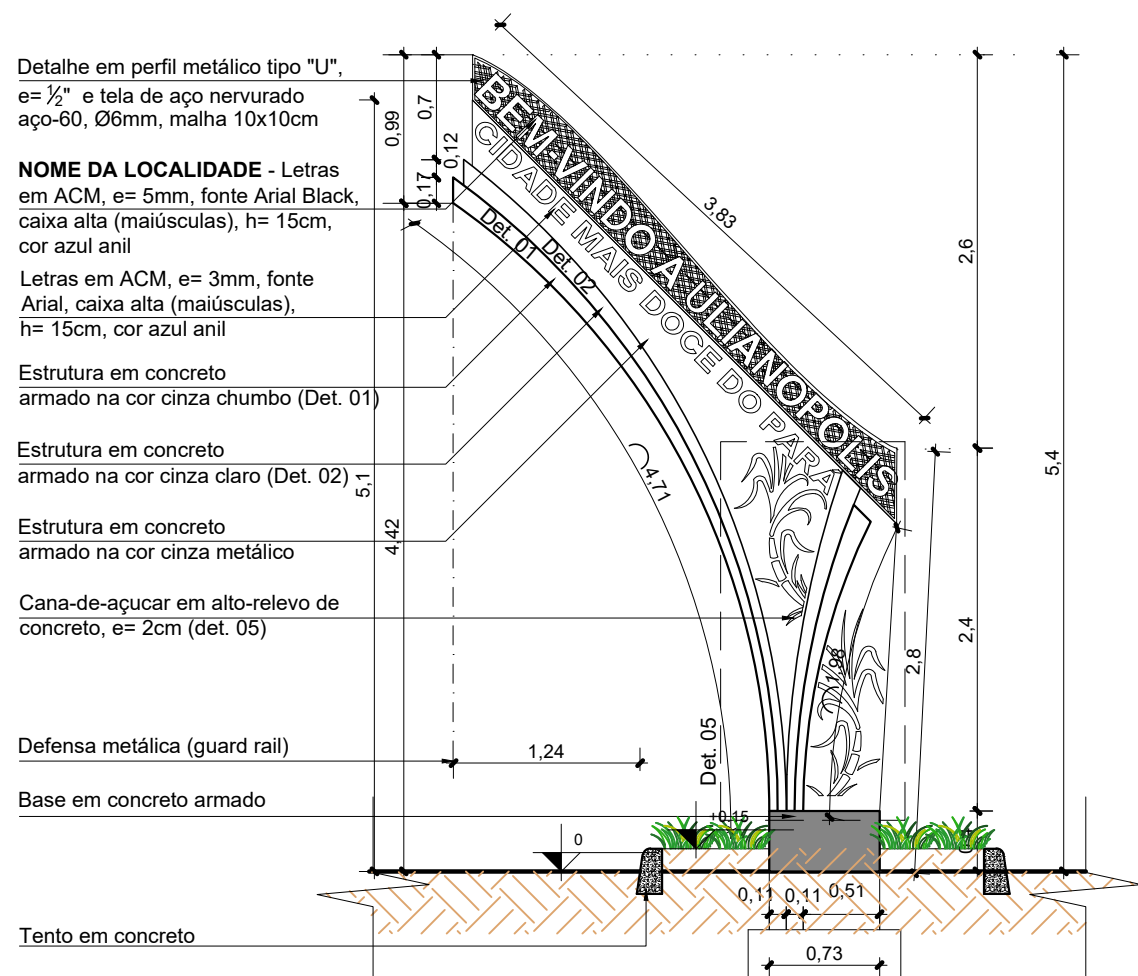 Detalhe em perfil metálico tipo "U",
e= ½" e tela de aço nervurado
aço-60, Ø6mm, malha 10x10cm
NOME DA LOCALIDADE - Letras
em ACM, e= 5mm, fonte Arial Black,
caixa alta (maiúsculas), h= 15cm,
cor azul anil
Letras em ACM, e= 3mm, fonte
Arial, caixa alta (maiúsculas),
h= 15cm, cor azul anil
Estrutura em concreto
armado na cor cinza chumbo (Det. 01)
Estrutura em concreto
armado na cor cinza claro (Det. 02)
Estrutura em concreto
armado na cor cinza metálico
Cana-de-açucar em alto-relevo de
concreto, e= 2cm (det. 05)
Defensa metálica (guard rail)
Base em concreto armado
Tento em concreto
BEM-VINDO A ULIANOPOLIS
CIDADE MAIS DOCE DO PARA
Det. 01
Det. 02
Det. 05
0,99
0,7
0,12
0,17
5,1
4,42
3,83
4,71
2,6
5,4
2,4
2,8
1,98
1,24
0
+0,15
0,11
0,11
0,51
0,73